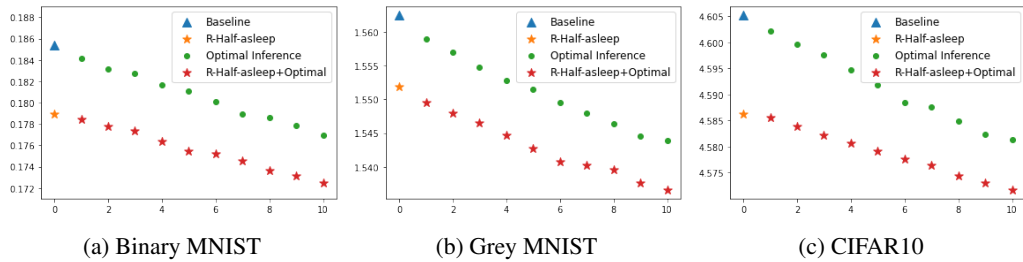 0.188
0.186
0.184
0.182
0.180
0.178
0.176
0.174
0.172
0 2 4 6 8 10
Baseline
R-Half-asleep
Optimal Inference
R-Half-asleep+Optimal
(a) Binary MNIST
1.560
1.555
1.550
1.545
1.540
0 2 4 6 8 10
Baseline
R-Half-asleep
Optimal Inference
R-Half-asleep+Optimal
(b) Grey MNIST
4.605
4.600
4.595
4.590
4.585
4.580
4.575
0 2 4 6 8 10
Baseline
R-Half-asleep
Optimal Inference
R-Half-asleep+Optimal
(c) CIFAR10